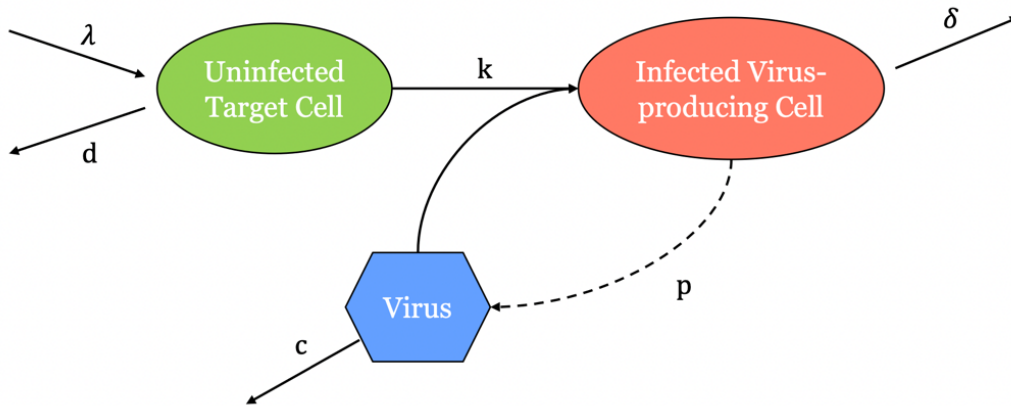 λ
δ
Uninfected
Target Cell
k
Infected Virus-
producing Cell
d
p
Virus
c